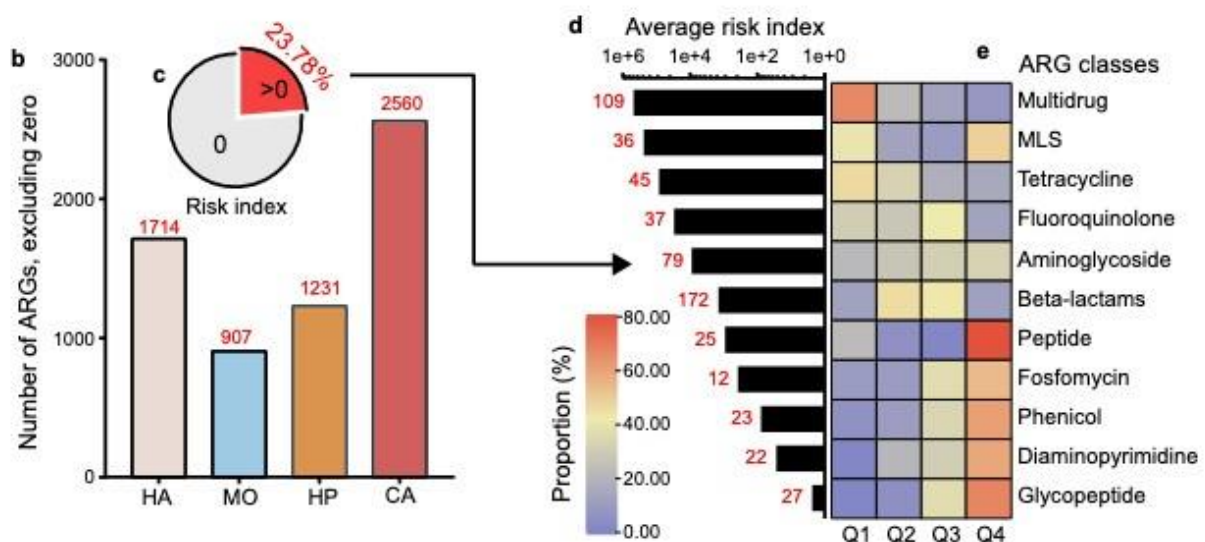 b
Number of ARGs, excluding zero
3000
2000
1000
0
1714
907
1231
2560
HA
MO
HP
CA
c
23.78%
>0
0
Risk index
d
Average risk index
1e+6
1e+4
1e+2
1e+0
109
36
45
37
79
172
25
12
23
22
27
Proportion (%)
80.00
60.00
40.00
20.00
0.00
e
ARG classes
Multidrug
MLS
Tetracycline
Fluoroquinolone
Aminoglycoside
Beta-lactams
Peptide
Fosfomycin
Phenicol
Diaminopyrimidine
Glycopeptide
Q1
Q2
Q3
Q4